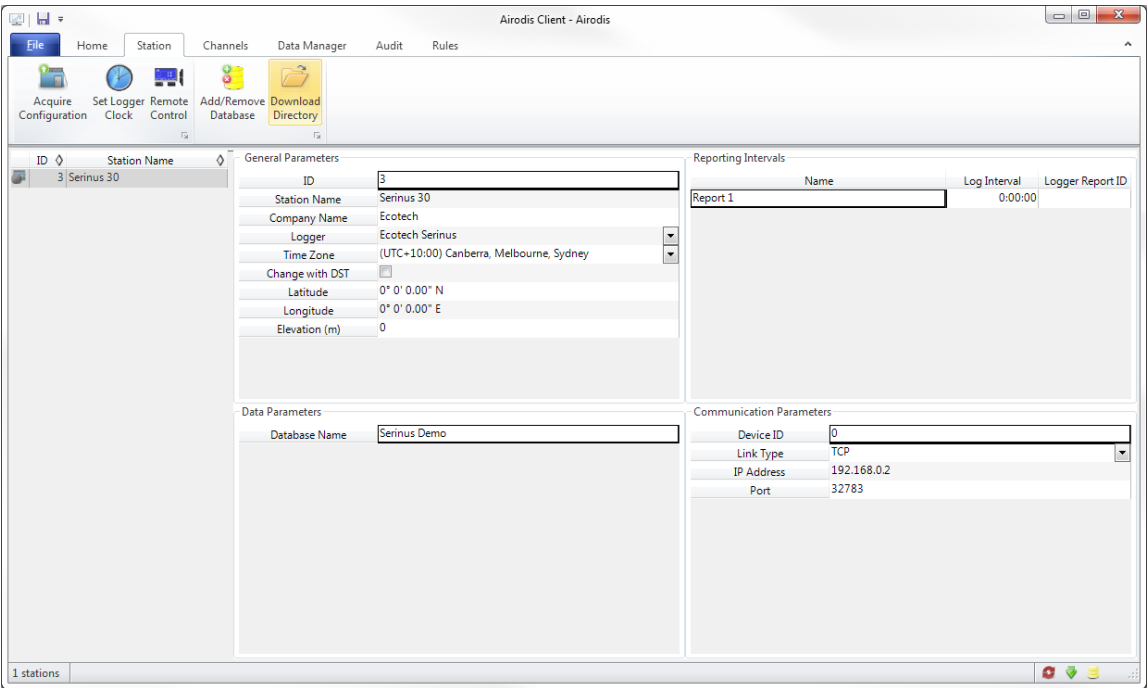 Airodis Client - Airodis
File Home Station Channels Data Manager Audit Rules
Acquire Configuration
Set Logger Clock
Remote Control
Add/Remove Database
Download Directory
ID Station Name
3 Serinus 30
General Parameters
ID 3
Station Name Serinus 30
Company Name Ecotech
Logger Ecotech Serinus
Time Zone (UTC+10:00) Canberra, Melbourne, Sydney
Change with DST
Latitude 0° 0' 0.00" N
Longitude 0° 0' 0.00" E
Elevation (m) 0
Reporting Intervals
Name Log Interval Logger Report ID
Report 1 0:00:00
Data Parameters
Database Name Serinus Demo
Communication Parameters
Device ID 0
Link Type TCP
IP Address 192.168.0.2
Port 32783
1 stations